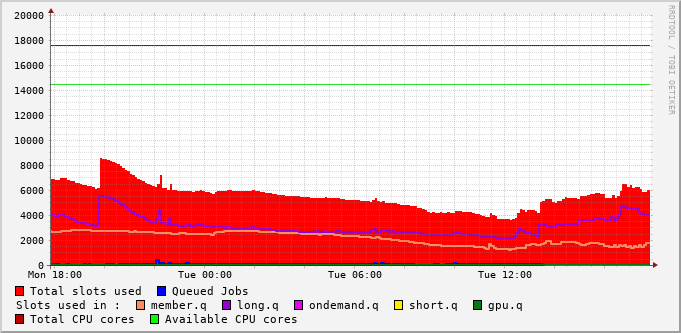 20000
18000
16000
14000
12000
10000
8000
6000
4000
2000
0
Mon 18:00 Tue 00:00 Tue 06:00 Tue 12:00
Total slots used Queued Jobs
Slots used in : member.q long.q ondemand.q short.q gpu.q
Total CPU cores Available CPU cores
RRDTOOL / TOBI OETIKER